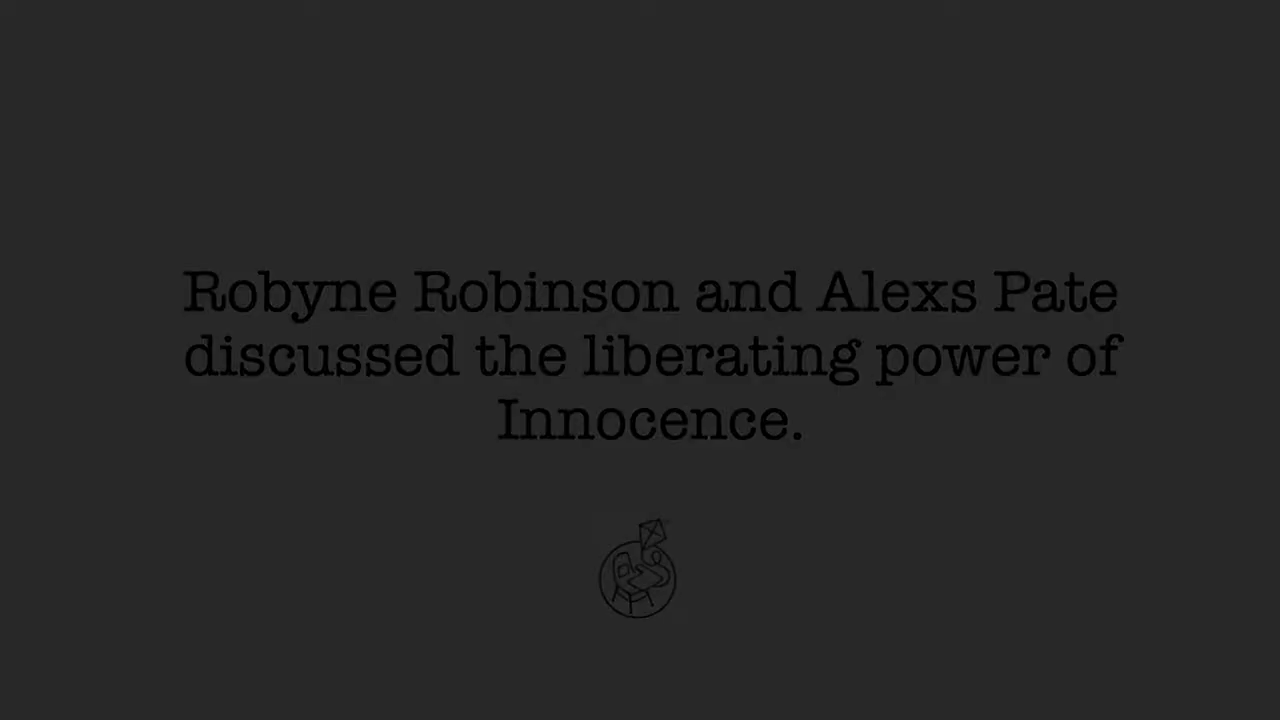 Robyne Robinson and Alexs Pate
discussed the liberating power of
Innocence.